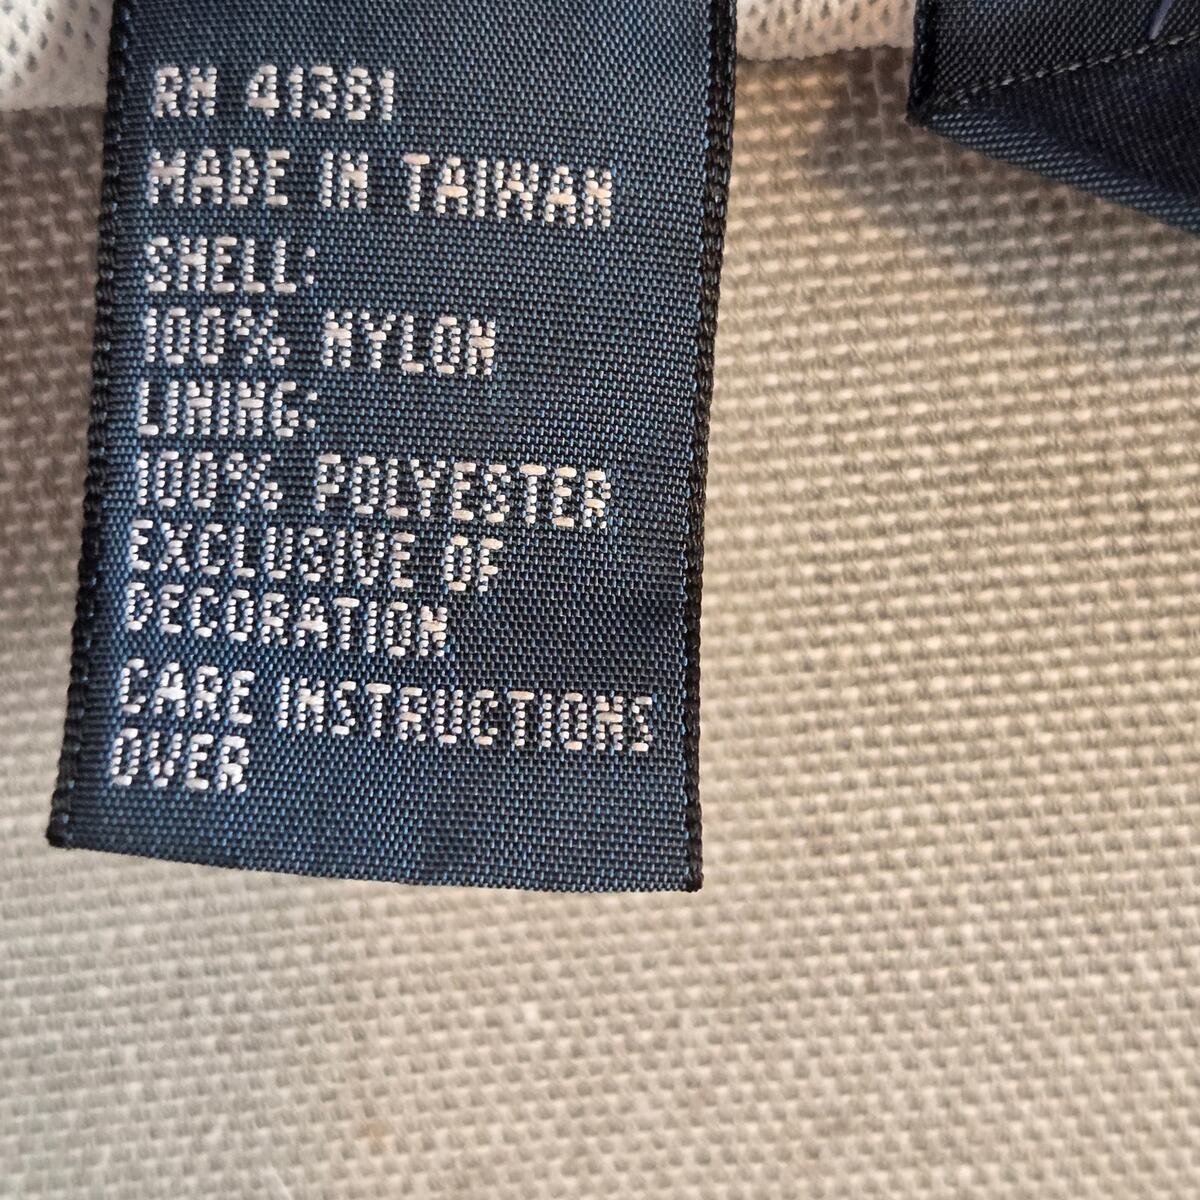 RN 41381
MADE IN TAIWAN
SHELL:
100% NYLON
LINING:
100% POLYESTER
EXCLUSIVE OF
DECORATION
CARE INSTRUCTIONS
OVER